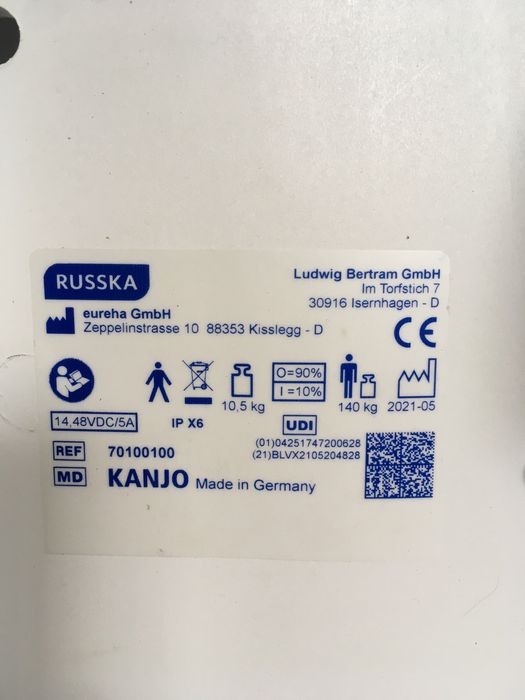 RUSSKA
Ludwig Bertram GmbH
Im Torfstich 7
30916 Isernhagen - D
eureha GmbH
Zeppelinstrasse 10 88353 Kisslegg - D
CE
O=90%
I=10%
10,5 kg
140 kg
2021-05
14,48VDC/5A
IP X6
UDI
(01)04251747200628
(21)BLVX2105204828
REF 70100100
MD KANJO Made in Germany